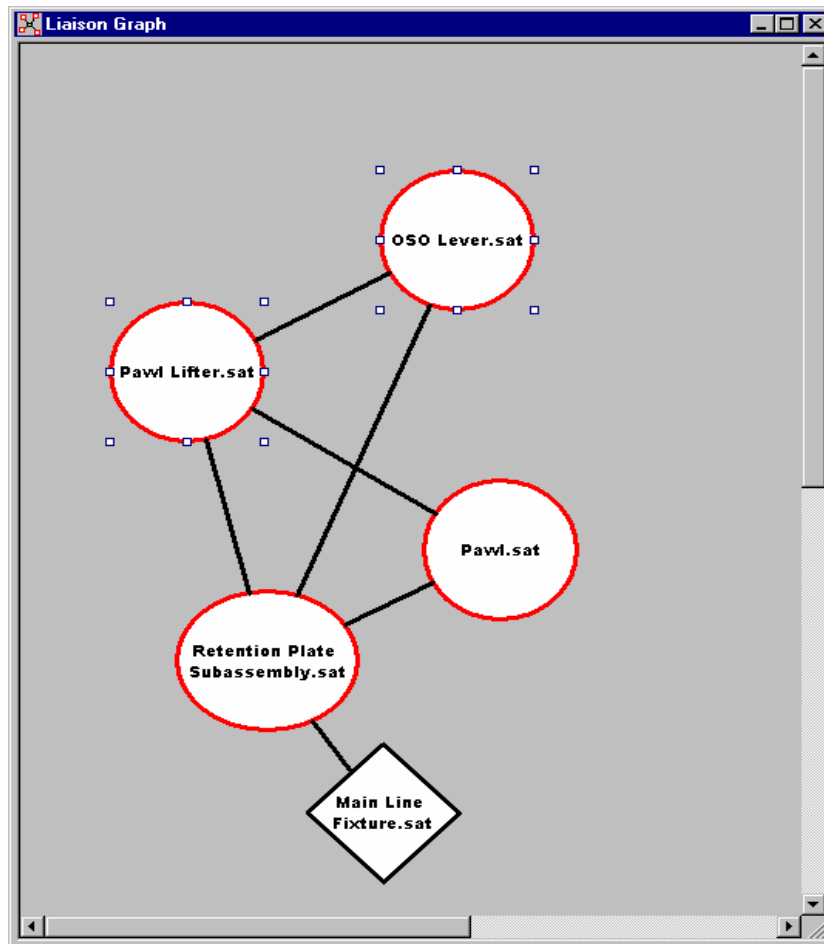 Liaison Graph
OSO Lever.sat
Pawl Lifter.sat
Pawl.sat
Retention Plate
Subassembly.sat
Main Line
Fixture.sat